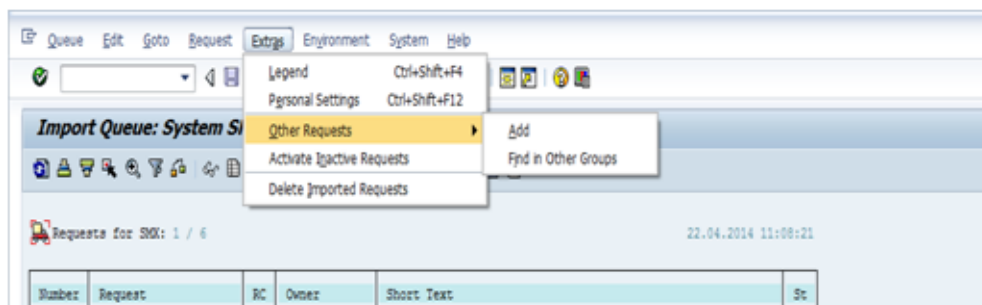 Queue Edit Goto Request Extras Environment System Help
Legend Ctrl+Shift+F4
Personal Settings Ctrl+Shift+F12
Import Queue: System
Other Requests
Add
Activate Inactive Requests
Find in Other Groups
Delete Imported Requests
Requests for SMX: 1 / 6 22.04.2014 11:08:21
Number Request RC Owner Short Text St